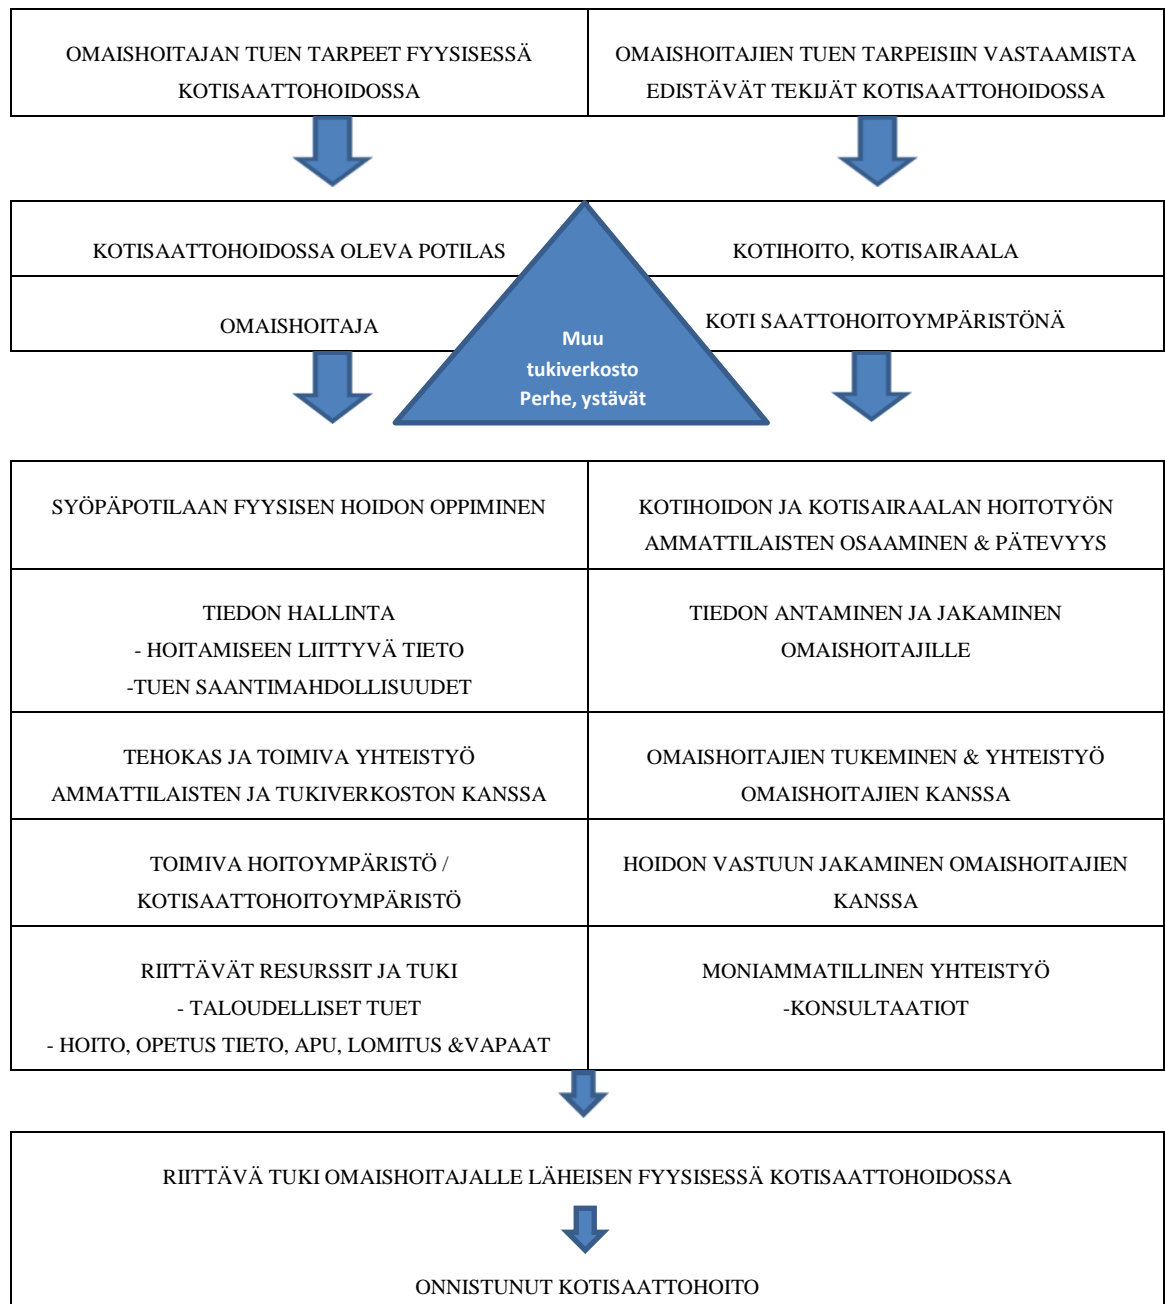 OMAISHOITAJAN TUEN TARPEET FYYSISESSÄ
KOTISAATTOHOIDOSSA
OMAISHOITAJIEN TUEN TARPEISIIN VASTAAMISTA
EDISTÄVÄT TEKIJÄT KOTISAATTOHOIDOSSA
KOTISAATTOHOIDOSSA OLEVA POTILAS
KOTIHOITO, KOTISAIRAALA
OMAISHOITAJA
KOTI SAATTOHOITOYMPÄRISTÖNÄ
Muu
tukiverkosto
Perhe, ystävät
SYÖPÄPOTILAAN FYYSISEN HOIDON OPPIMINEN
KOTIHOIDON JA KOTISAIRAALAN HOITOTYÖN
AMMATTILAISTEN OSAAMINEN & PÄTEVYYS
TIEDON HALLINTA
- HOITAMISEEN LIITTYVÄ TIETO
-TUEN SAANTIMAHDOLLISUUDET
TIEDON ANTAMINEN JA JAKAMINEN
OMAISHOITAJILLE
TEHOKAS JA TOIMIVA YHTEISTYÖ
AMMATTILAISTEN JA TUKIVERKOSTON KANSSA
OMAISHOITAJIEN TUKEMINEN & YHTEISTYÖ
OMAISHOITAJIEN KANSSA
TOIMIVA HOITOYMPÄRISTÖ /
KOTISAATTOHOITOYMPÄRISTÖ
HOIDON VASTUUN JAKAMINEN OMAISHOITAJIEN
KANSSA
RIITTÄVÄT RESURSSIT JA TUKI
- TALOUDELLISET TUET
- HOITO, OPETUS TIETO, APU, LOMITUS &VAPAAT
MONIAMMATILLINEN YHTEISTYÖ
-KONSULTAATIOT
RIITTÄVÄ TUKI OMAISHOITAJALLE LÄHEISEN FYYSISESSÄ KOTISAATTOHOIDOSSA
ONNISTUNUT KOTISAATTOHOITO